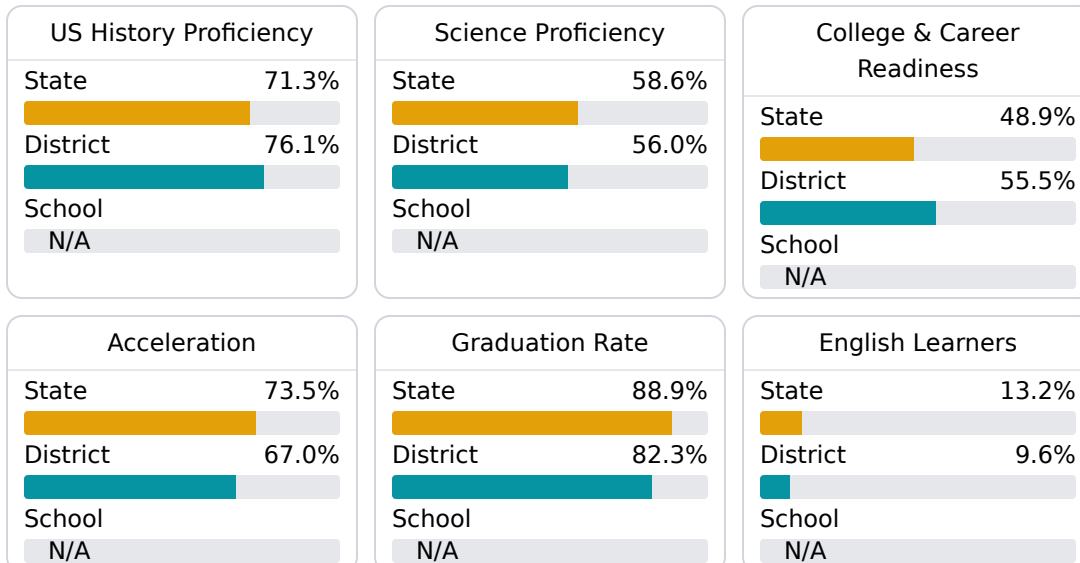 US History Proficiency
State 71.3%
District 76.1%
School
N/A
Science Proficiency
State 58.6%
District 56.0%
School
N/A
College & Career
Readiness
State 48.9%
District 55.5%
School
N/A
Acceleration
State 73.5%
District 67.0%
School
N/A
Graduation Rate
State 88.9%
District 82.3%
School
N/A
English Learners
State 13.2%
District 9.6%
School
N/A